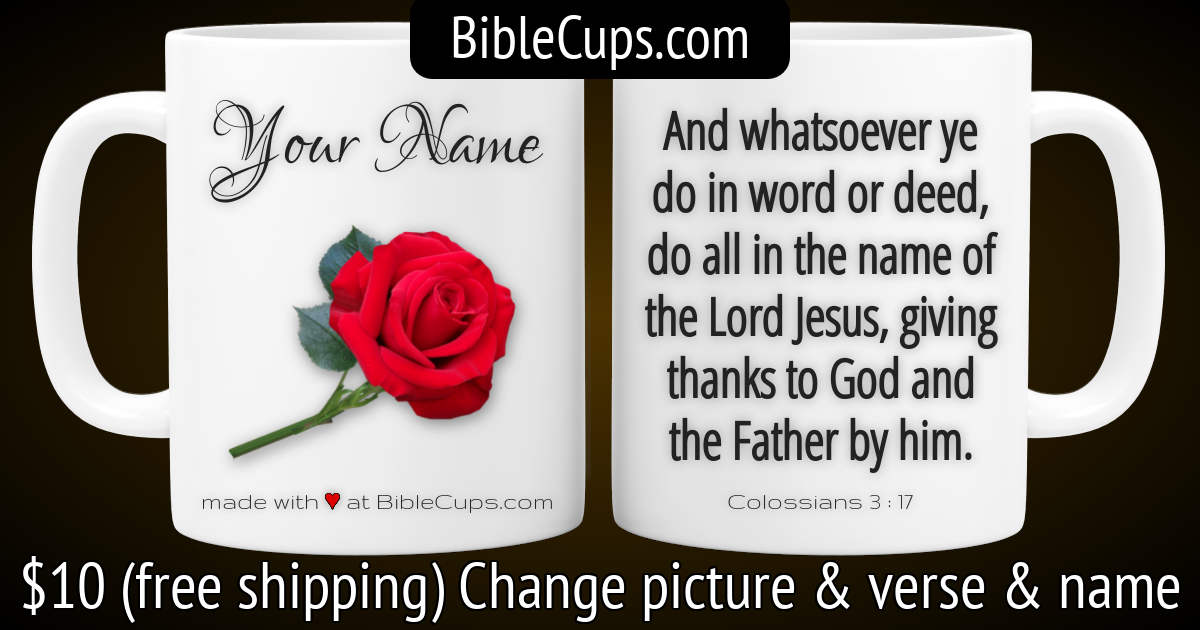 BibleCups.com
Your Name
made with ♥ at BibleCups.com
And whatsoever ye
do in word or deed,
do all in the name of
the Lord Jesus, giving
thanks to God and
the Father by him.
Colossians 3 : 17
$10 (free shipping) Change picture & verse & name